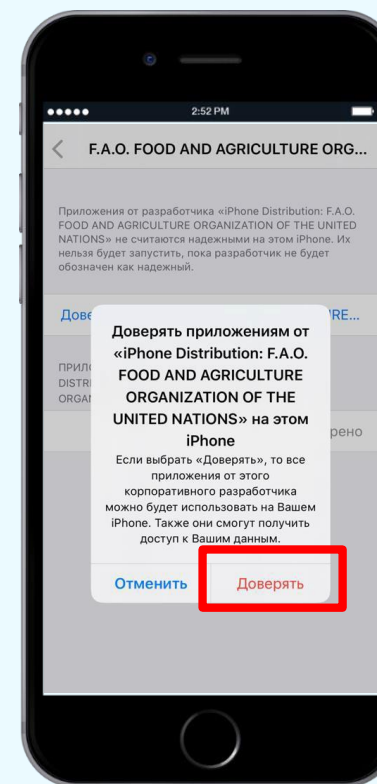 2:52 PM
F.A.O. FOOD AND AGRICULTURE ORG...
Приложения от разработчика «iPhone Distribution: F.A.O.
FOOD AND AGRICULTURE ORGANIZATION OF THE UNITED
NATIONS» не считаются надежными на этом iPhone. Их
нельзя будет запустить, пока разработчик не будет
обозначен как надежный.
Дове
RE...
Доверять приложениям от
«iPhone Distribution: F.A.O.
FOOD AND AGRICULTURE
ORGANIZATION OF THE
UNITED NATIONS» на этом
iPhone
ПРИЛО
DISTR
ORGA
рено
Если выбрать «Доверять», то все
приложения от этого
корпоративного разработчика
можно будет использовать на Вашем
iPhone. Также они смогут получить
доступ к Вашим данным.
Отменить
Доверять